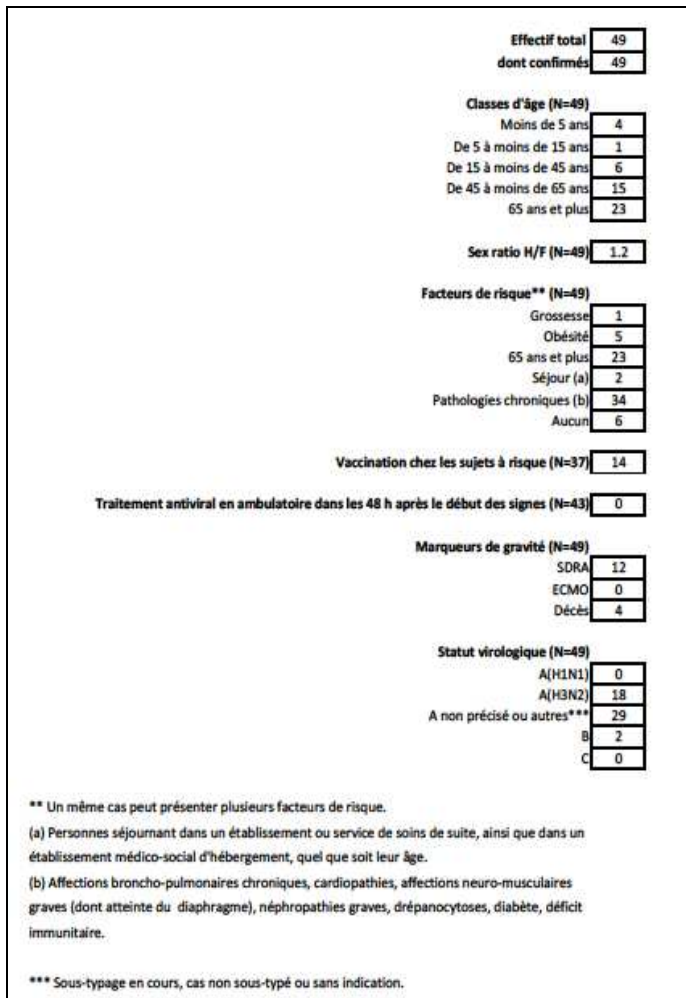 Effectif total 49
dont confirmés 49
Classes d'âge (N=49)
Moins de 5 ans 4
De 5 à moins de 15 ans 1
De 15 à moins de 45 ans 6
De 45 à moins de 65 ans 15
65 ans et plus 23
Sex ratio H/F (N=49) 1.2
Facteurs de risque** (N=49)
Grossesse 1
Obésité 5
65 ans et plus 23
Séjour (a) 2
Pathologies chroniques (b) 34
Aucun 6
Vaccination chez les sujets à risque (N=37) 14
Traitement antiviral en ambulatoire dans les 48 h après le début des signes (N=43) 0
Marqueurs de gravité (N=49)
SDRA 12
ECMO 0
Décès 4
Statut virologique (N=49)
A(H1N1) 0
A(H3N2) 18
A non précisé ou autres*** 29
B 2
C 0
** Un même cas peut présenter plusieurs facteurs de risque.
(a) Personnes séjournant dans un établissement ou service de soins de suite, ainsi que dans un
établissement médico-social d'hébergement, quel que soit leur âge.
(b) Affections broncho-pulmonaires chroniques, cardiopathies, affections neuro-musculaires
graves (dont atteinte du diaphragme), néphropathies graves, drépanocytoses, diabète, déficit
immunitaire.
*** Sous-typage en cours, cas non sous-typé ou sans indication.